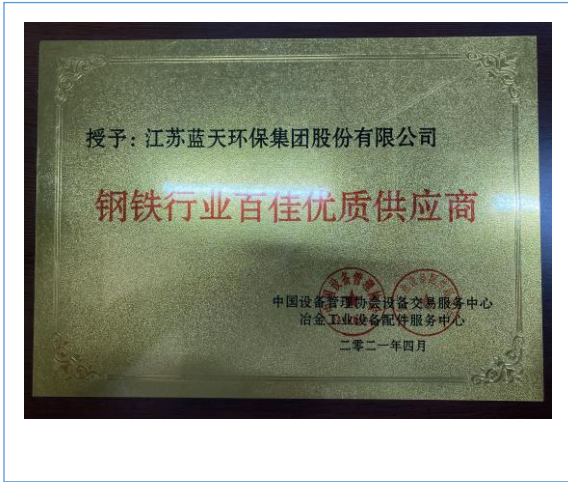 授予：江苏蓝天环保集团股份有限公司
钢铁行业百佳优质供应商
中国设备管理协会设备交易服务中心
冶金工业设备配件服务中心
二零二一年四月